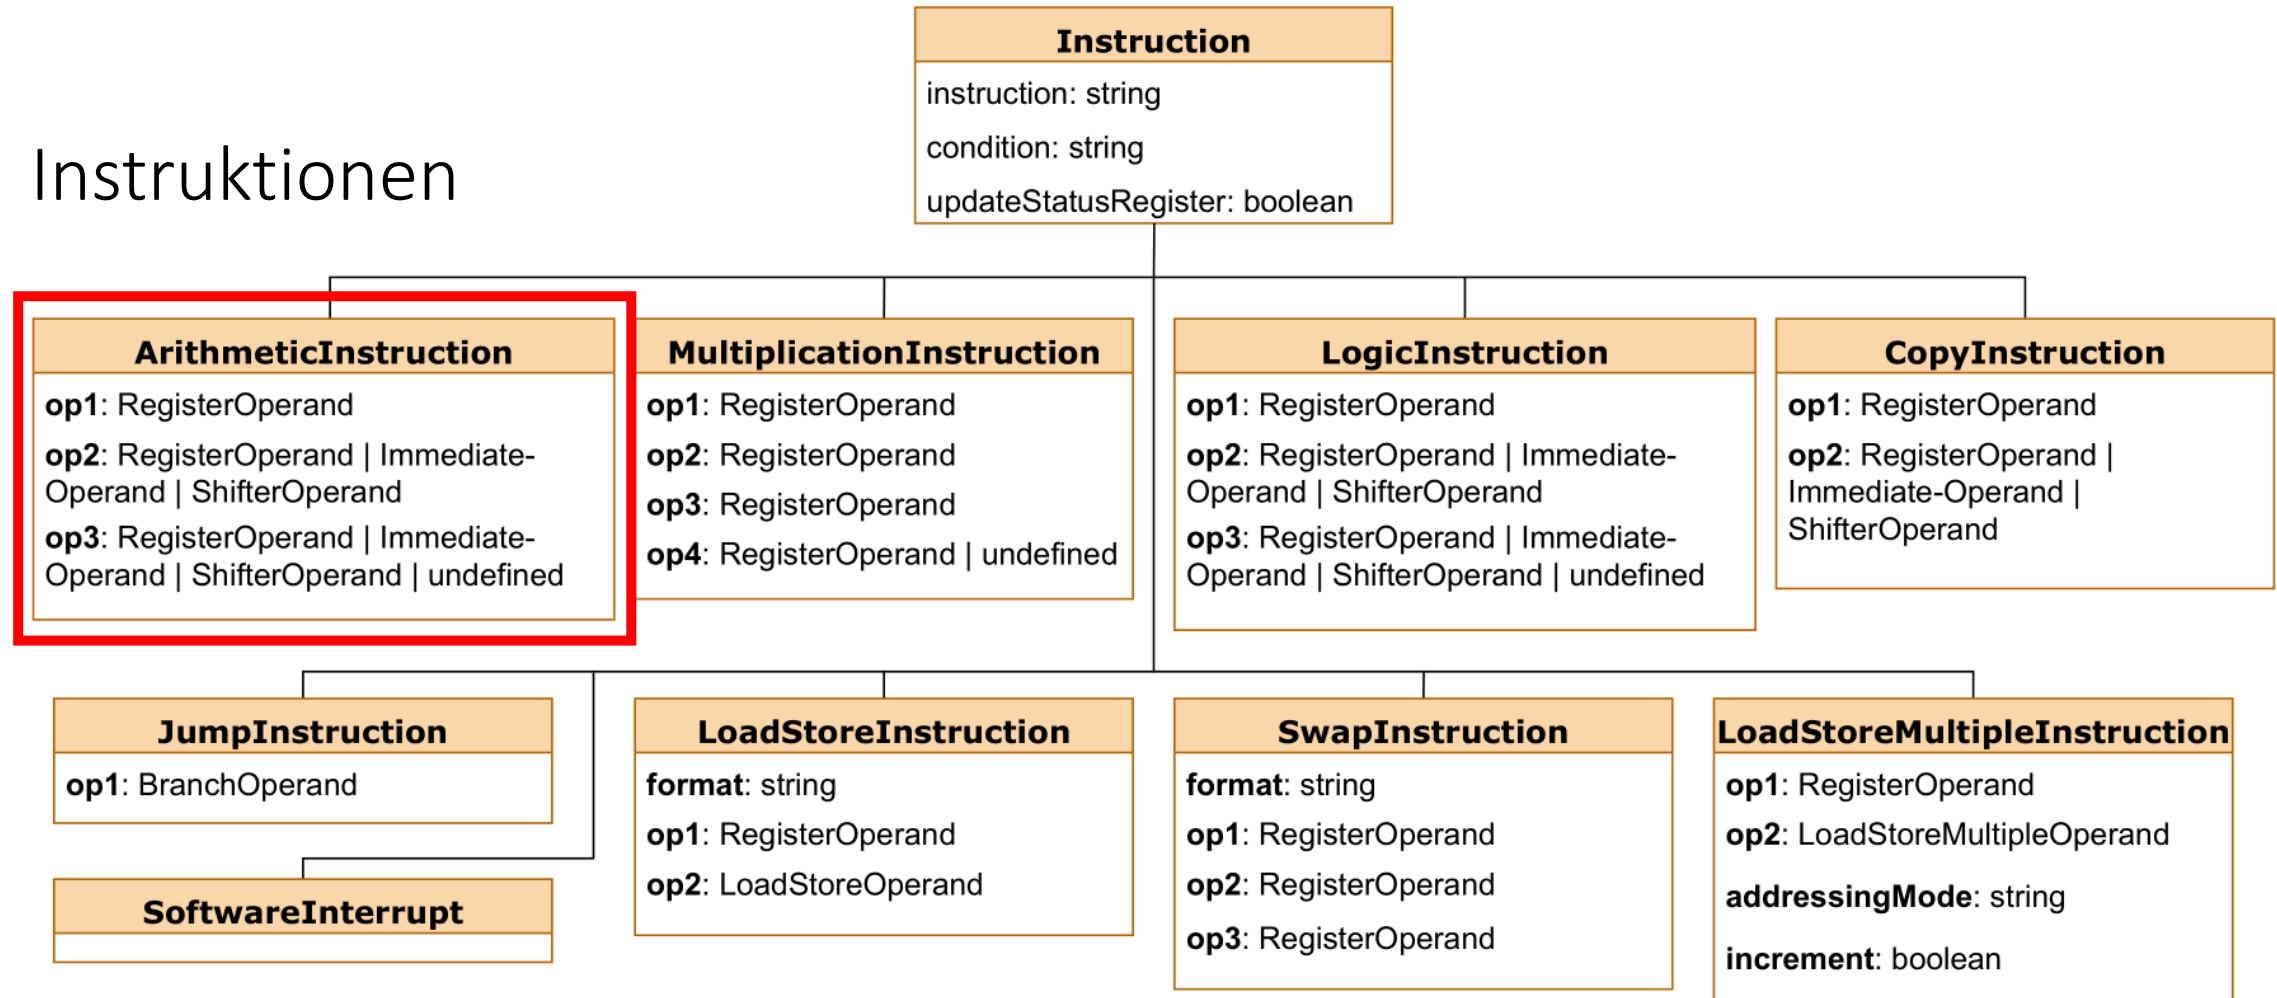 Instruktionen
Instruction
instruction: string
condition: string
updateStatusRegister: boolean
ArithmeticInstruction
op1: RegisterOperand
op2: RegisterOperand | Immediate-
Operand | ShifterOperand
op3: RegisterOperand | Immediate-
Operand | ShifterOperand | undefined
MultiplicationInstruction
op1: RegisterOperand
op2: RegisterOperand
op3: RegisterOperand
op4: RegisterOperand | undefined
LogicInstruction
op1: RegisterOperand
op2: RegisterOperand | Immediate-
Operand | ShifterOperand
op3: RegisterOperand | Immediate-
Operand | ShifterOperand | undefined
CopyInstruction
op1: RegisterOperand
op2: RegisterOperand |
Immediate-Operand |
ShifterOperand
JumpInstruction
op1: BranchOperand
SoftwareInterrupt
LoadStoreInstruction
format: string
op1: RegisterOperand
op2: LoadStoreOperand
SwapInstruction
format: string
op1: RegisterOperand
op2: RegisterOperand
op3: RegisterOperand
LoadStoreMultipleInstruction
op1: RegisterOperand
op2: LoadStoreMultipleOperand
addressingMode: string
increment: boolean